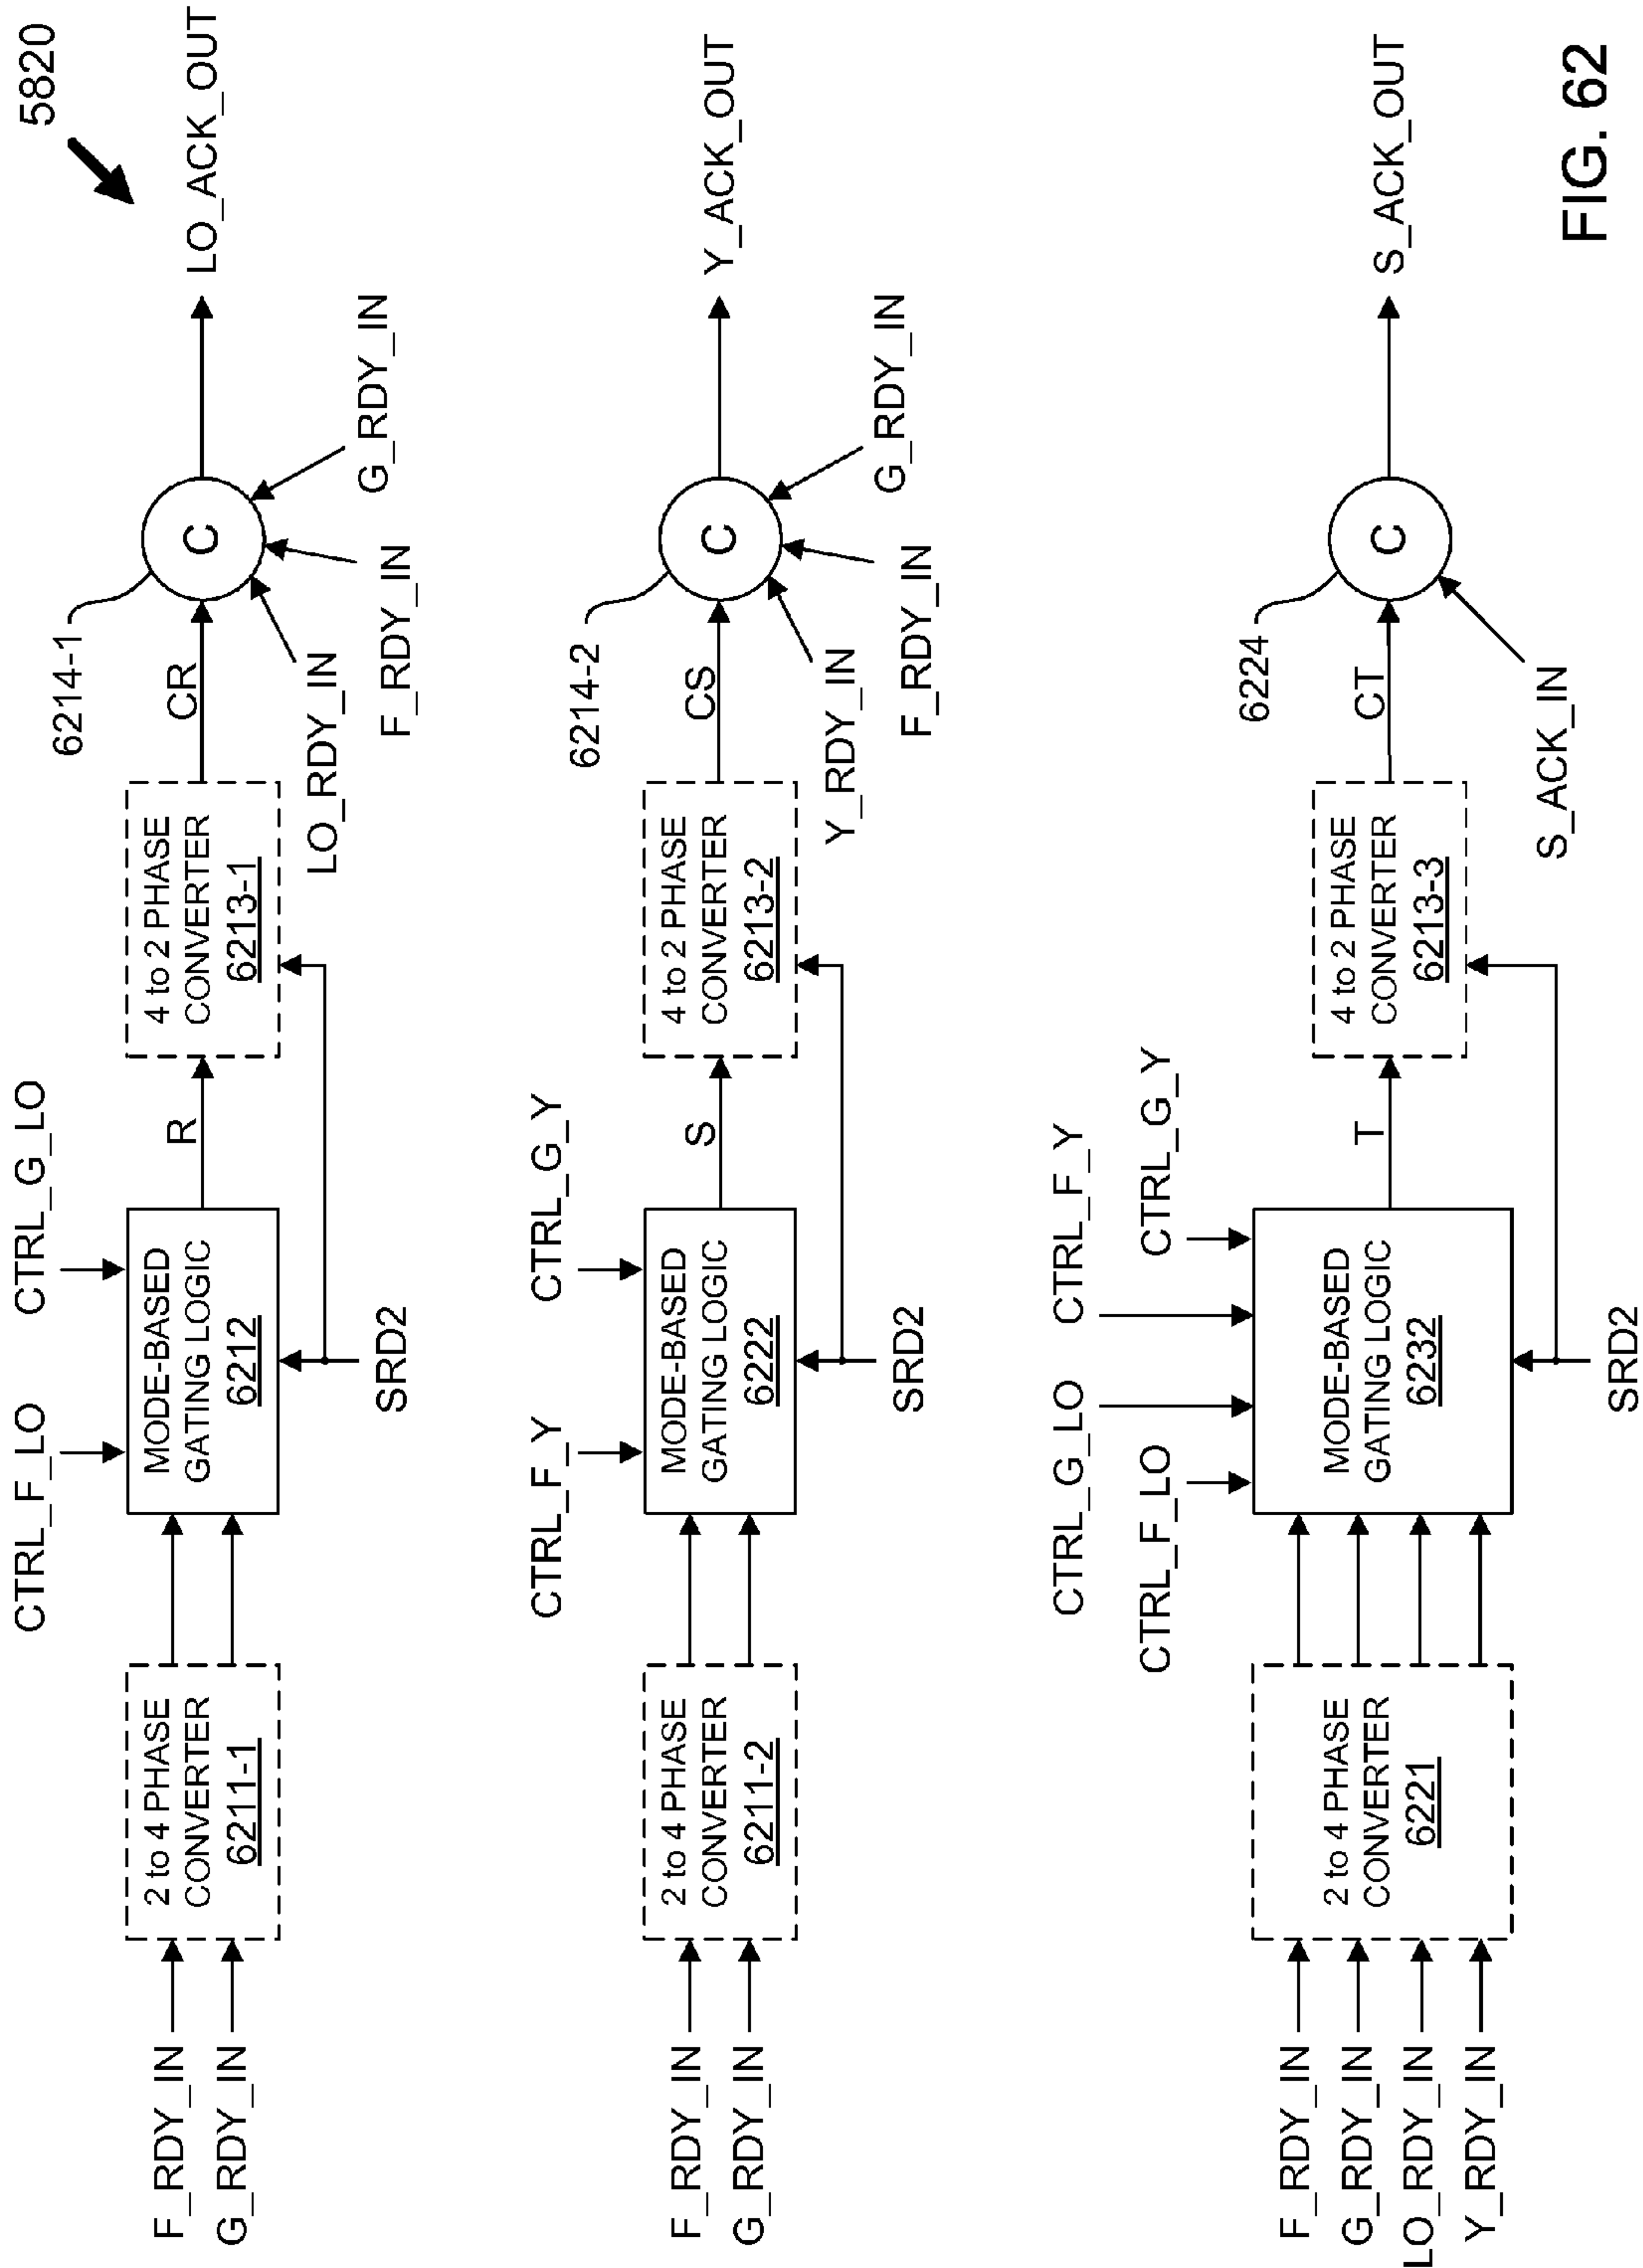 5820
CTRL_F_LO
CTRL_G_LO
F_RDY_IN
G_RDY_IN
2 to 4 PHASE
CONVERTER
6211-1
MODE-BASED
GATING LOGIC
6212
R
4 to 2 PHASE
CONVERTER
6213-1
CR
6214-1
C
LO_ACK_OUT
SRD2
LO_RDY_IN
F_RDY_IN
G_RDY_IN
CTRL_F_Y
CTRL_G_Y
F_RDY_IN
G_RDY_IN
2 to 4 PHASE
CONVERTER
6211-2
MODE-BASED
GATING LOGIC
6222
S
4 to 2 PHASE
CONVERTER
6213-2
CS
6214-2
C
Y_ACK_OUT
SRD2
Y_RDY_IN
F_RDY_IN
G_RDY_IN
CTRL_G_LO
CTRL_F_Y
CTRL_F_LO
CTRL_G_Y
F_RDY_IN
G_RDY_IN
LO_RDY_IN
Y_RDY_IN
2 to 4 PHASE
CONVERTER
6221
MODE-BASED
GATING LOGIC
6232
T
4 to 2 PHASE
CONVERTER
6213-3
CT
6224
C
S_ACK_OUT
SRD2
S_ACK_IN
FIG. 62